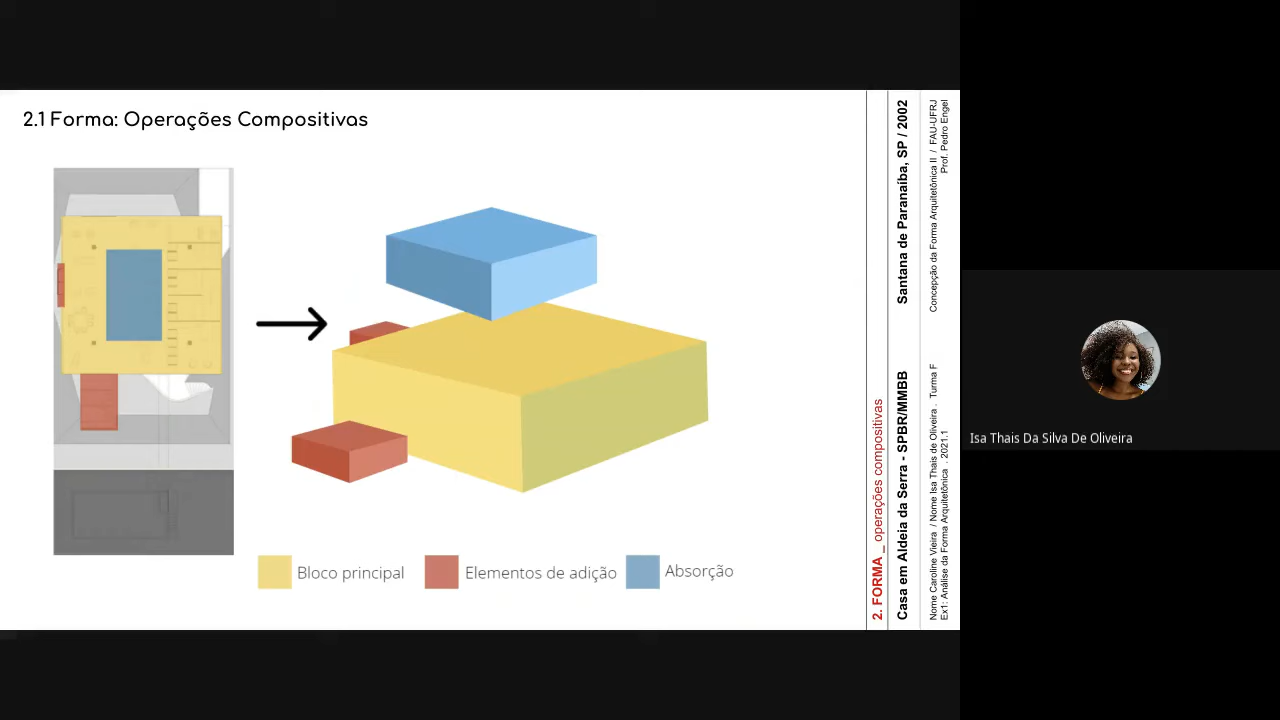 2.1 Forma: Operações Compositivas
Bloco principal
Elementos de adição
Absorção
2. FORMA _ operações compositivas
Casa em Aldeia da Serra - SPBR/MMBB
Santana de Paranaíba, SP / 2002
Nome Caroline Vieira / Nome Isa Thais de Oliveira . Turma F
Ex1: Análise da Forma Arquitetônica . 2021.1
Concepção da Forma Arquitetônica II / FAU-UFRJ
Prof. Pedro Engel
Isa Thais Da Silva De Oliveira